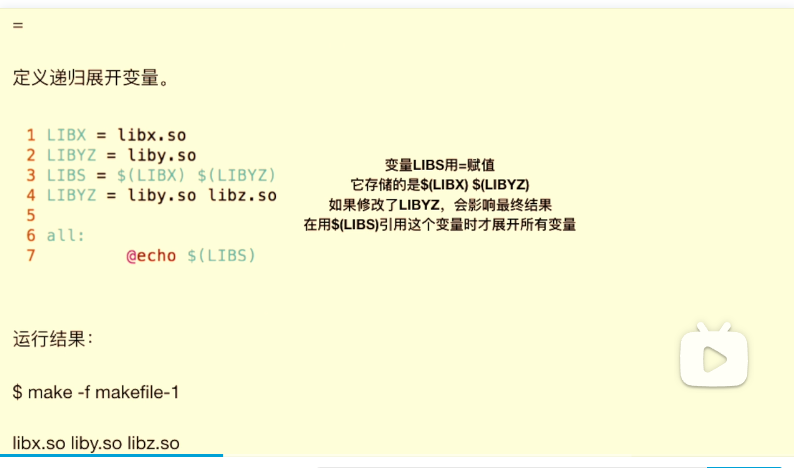 =
定义递归展开变量。
1 LIBX = libx.so
2 LIBYZ = liby.so
3 LIBS = $(LIBX) $(LIBYZ)
4 LIBYZ = liby.so libz.so
5
6 all:
7 @echo $(LIBS)
变量LIBS用=赋值
它存储的是$(LIBX) $(LIBYZ)
如果修改了LIBYZ，会影响最终结果
在用$(LIBS)引用这个变量时才展开所有变量
运行结果：
$ make -f makefile-1
libx.so liby.so libz.so